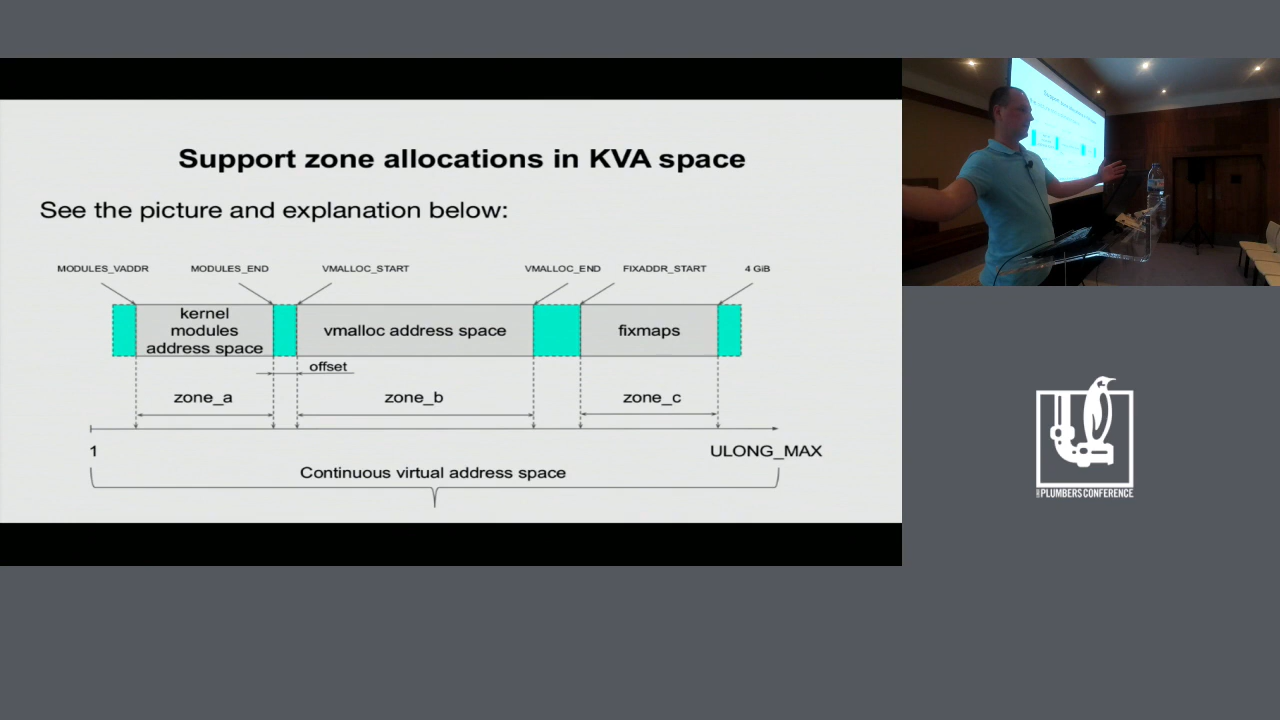 Support zone allocations in KVA space
See the picture and explanation below:
MODULES_VADDR MODULES_END VMALLOC_START VMALLOC_END FIXADDR_START 4 GiB
kernel
modules
address space
vmalloc address space
fixmaps
offset
zone_a zone_b zone_c
1 ULONG_MAX
Continuous virtual address space
PLUMBERS CONFERENCE